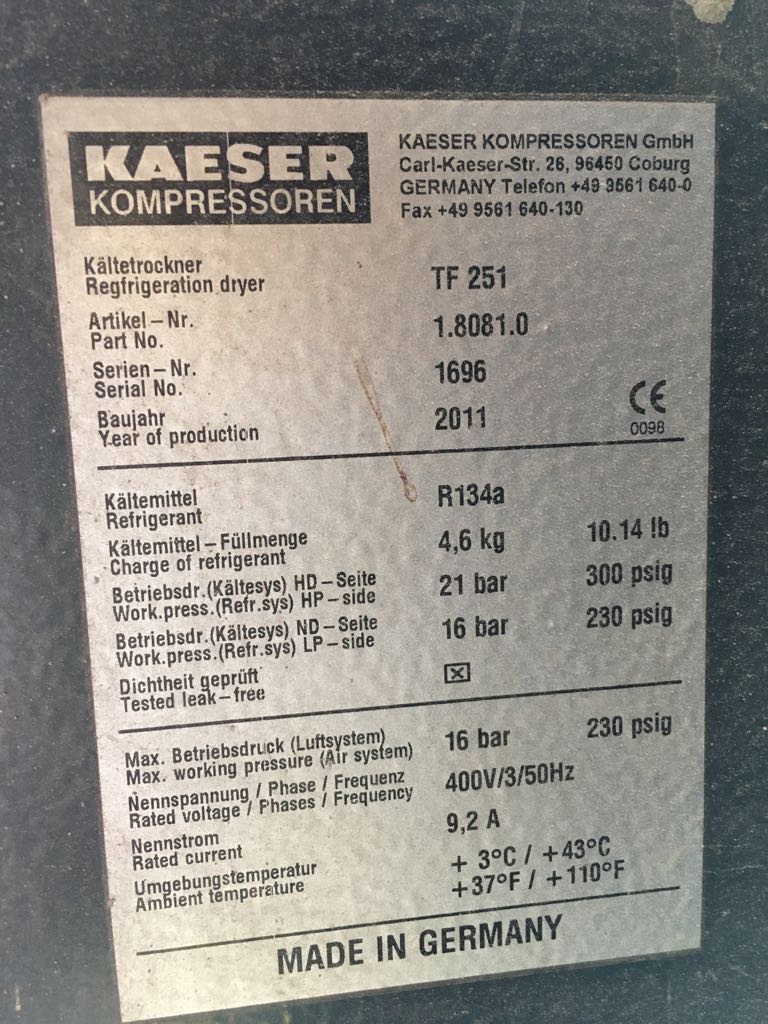 KAESER
KOMPRESSOREN
KAESER KOMPRESSOREN GmbH
Carl-Kaeser-Str. 26, 96450 Coburg
GERMANY Telefon +49 9561 640-0
Fax +49 9561 640-130
Kältetrockner
Regfrigeration dryer
TF 251
Artikel – Nr.
Part No.
1.8081.0
Serien – Nr.
Serial No.
1696
Baujahr
Year of production
2011
CE
0098
Kältemittel
Refrigerant
R134a
Kältemittel – Füllmenge
Charge of refrigerant
4,6 kg 10.14 lb
Betriebsdr.(Kältesys) HD – Seite
Work.press.(Refr.sys) HP – side
21 bar 300 psig
Betriebsdr.(Kältesys) ND – Seite
Work.press.(Refr.sys) LP – side
16 bar 230 psig
Dichtheit geprüft
Tested leak – free
☒
Max. Betriebsdruck (Luftsystem)
Max. working pressure (Air system)
16 bar 230 psig
Nennspannung / Phase / Frequenz
Rated voltage / Phases / Frequency
400V/3/50Hz
Nennstrom
Rated current
9,2 A
Umgebungstemperatur
Ambient temperature
+ 3°C / +43°C
+37°F / +110°F
MADE IN GERMANY